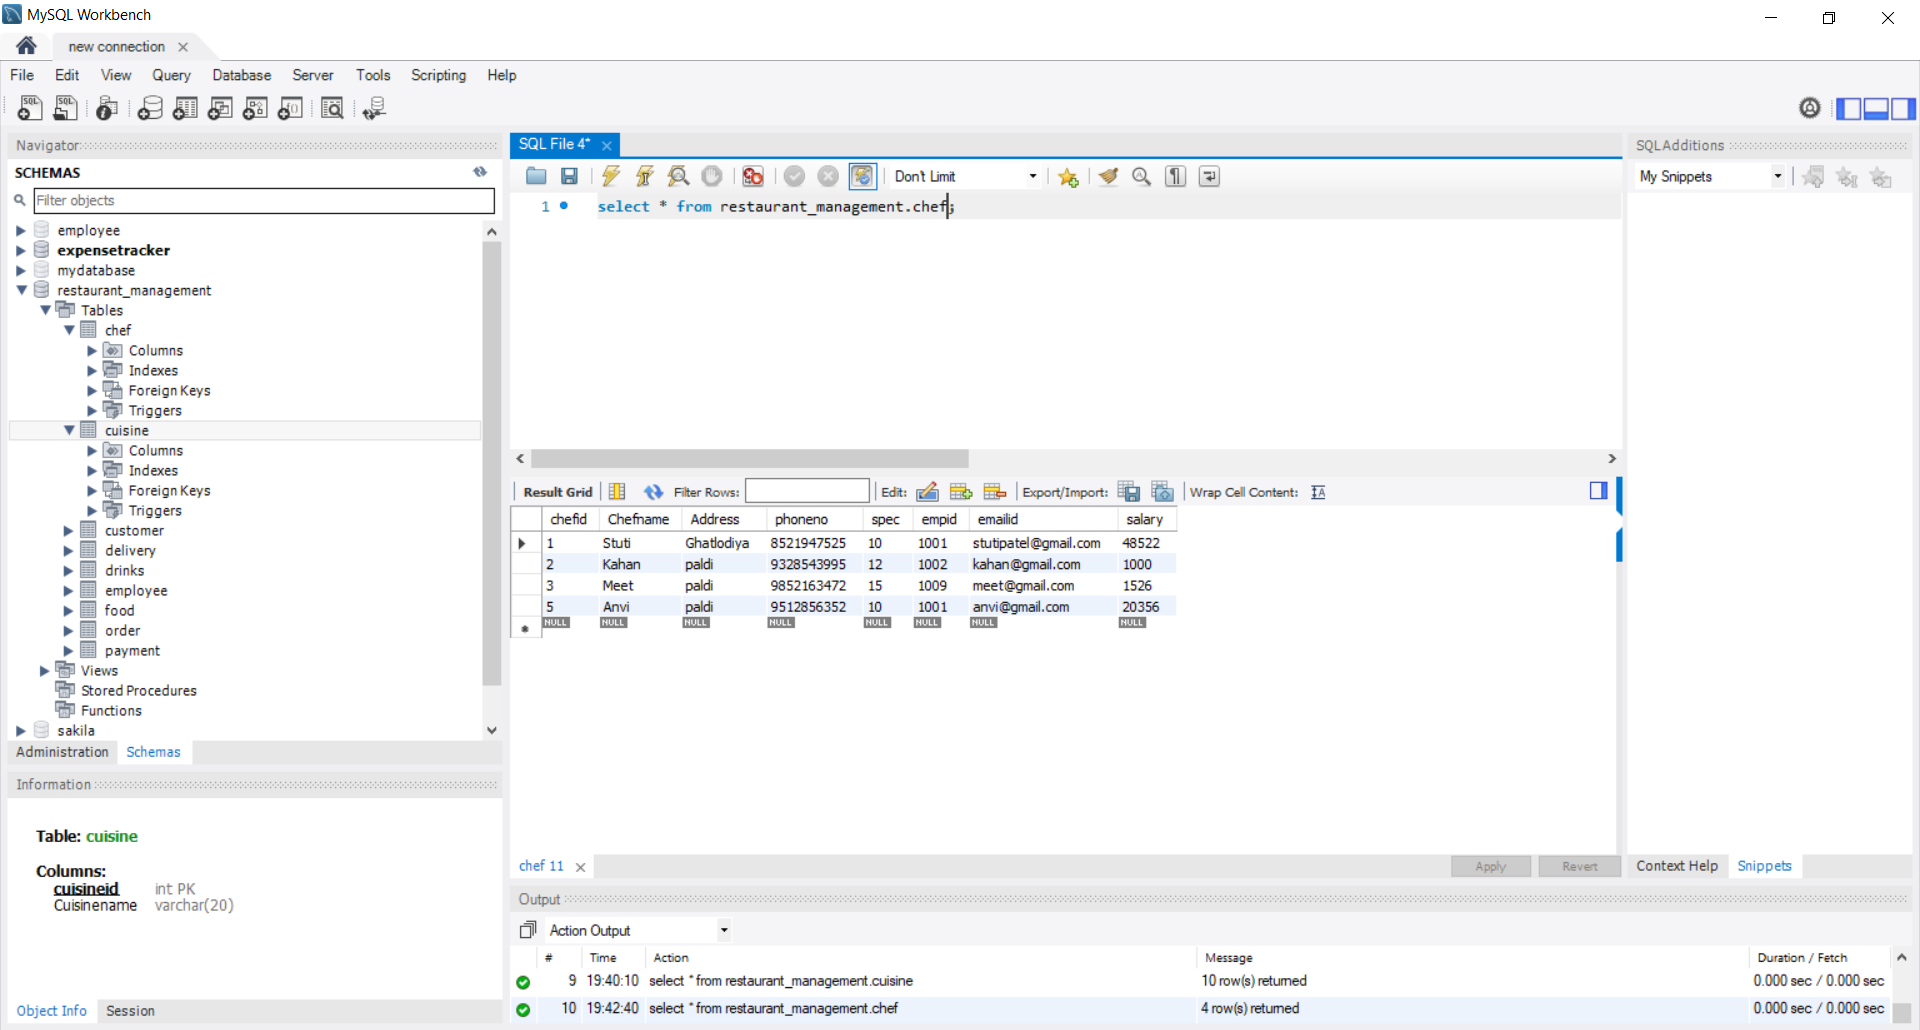 MySQL Workbench
new connection
File Edit View Query Database Server Tools Scripting Help
Navigator
SCHEMAS
Filter objects
employee
expensetracker
mydatabase
restaurant_management
Tables
chef
Columns
Indexes
Foreign Keys
Triggers
cuisine
Columns
Indexes
Foreign Keys
Triggers
customer
delivery
drinks
employee
food
order
payment
Views
Stored Procedures
Functions
sakila
Administration Schemas
Information
Table: cuisine
Columns:
cuisineid int PK
Cuisinename varchar(20)
Object Info Session
SQL File 4*
Don't Limit
1 select * from restaurant_management.chef;
Result Grid Filter Rows: Edit: Export/Import: Wrap Cell Content:
chefid Chefname Address phoneno spec empid emailid salary
1 Stuti Ghatlodiya 8521947525 10 1001 stutipatel@gmail.com 48522
2 Kahan paldi 9328543995 12 1002 kahan@gmail.com 1000
3 Meet paldi 9852163472 15 1009 meet@gmail.com 1526
5 Anvi paldi 9512856352 10 1001 anvi@gmail.com 20356
NULL NULL NULL NULL NULL NULL NULL NULL
chef 11
Apply Revert
Output
Action Output
# Time Action Message Duration / Fetch
9 19:40:10 select * from restaurant_management.cuisine 10 row(s) returned 0.000 sec / 0.000 sec
10 19:42:40 select * from restaurant_management.chef 4 row(s) returned 0.000 sec / 0.000 sec
SQLAdditions
My Snippets
Context Help Snippets